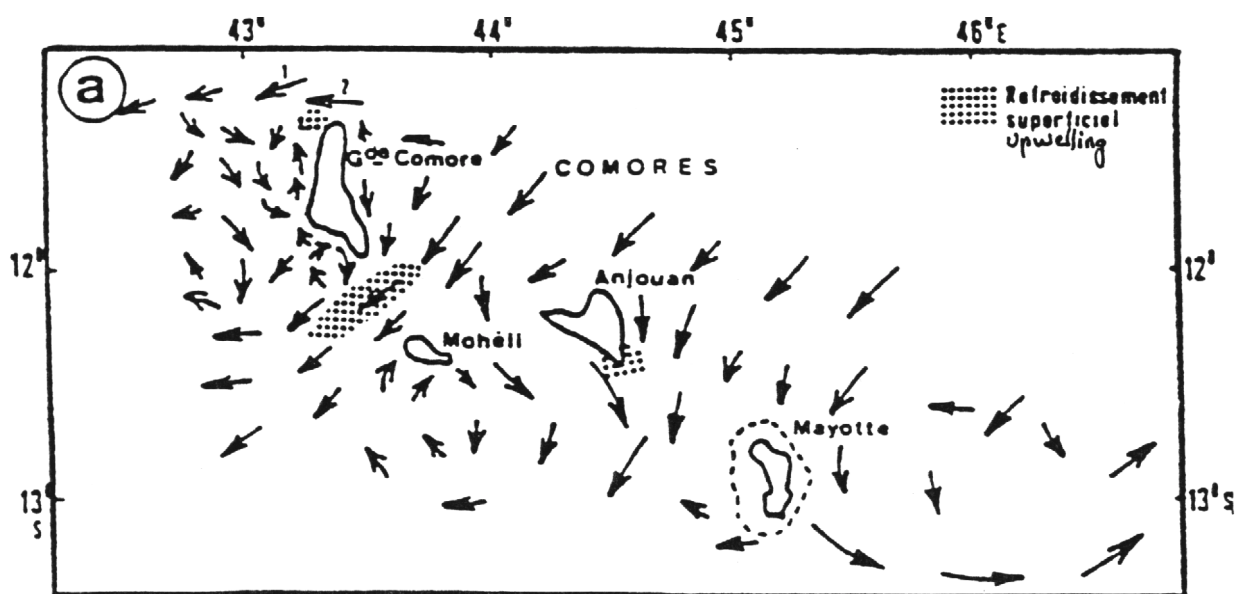 43° 44° 45° 46°E
a
1
2
Refroidissement
superficiel
upwelling
Gde Comore
COMORES
12°
12°
Anjouan
Mohéli
Mayotte
13°
S
13°S